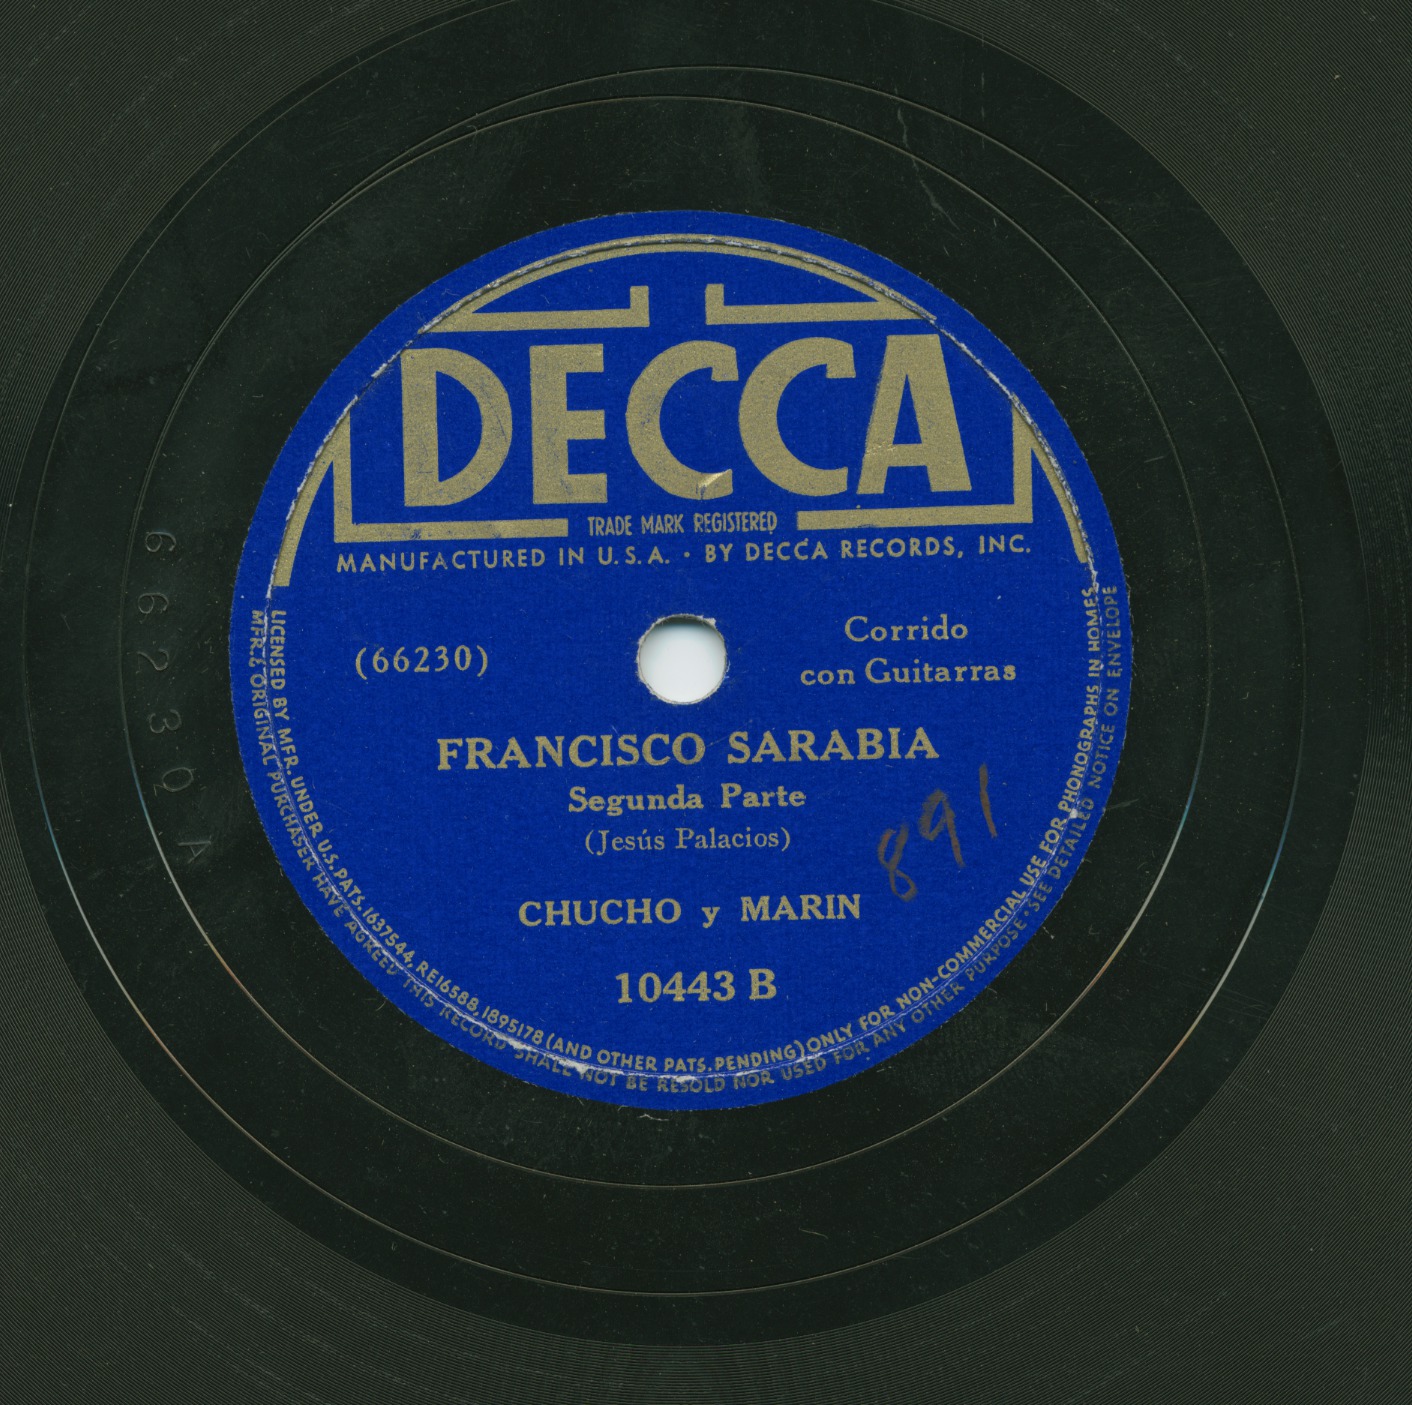 DECCA
TRADE MARK REGISTERED
MANUFACTURED IN U.S.A. · BY DECCA RECORDS, INC.
(66230)
Corrido
con Guitarras
FRANCISCO SARABIA
Segunda Parte
(Jesús Palacios)
891
CHUCHO y MARIN
10443 B
LICENSED BY MFR. UNDER U.S. PATS. 1637544, RE16588, 1895178 (AND OTHER PATS. PENDING) ONLY FOR NON-COMMERCIAL USE FOR PHONOGRAPHS IN HOMES.
MFR. & ORIGINAL PURCHASER HAVE AGREED THIS RECORD SHALL NOT BE RESOLD NOR USED FOR ANY OTHER PURPOSE · SEE DETAILED NOTICE ON ENVELOPE
66230 A